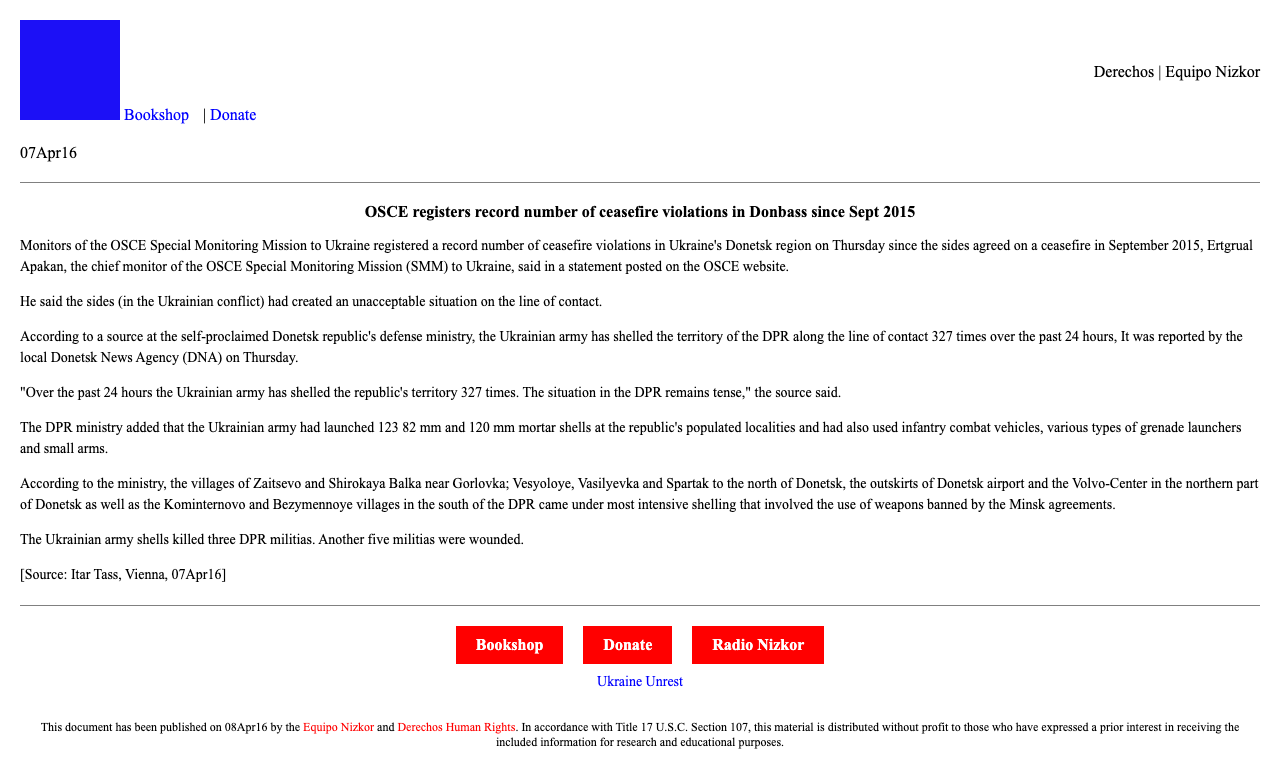 Derechos | Equipo Nizkor
Bookshop | Donate
07Apr16
OSCE registers record number of ceasefire violations in Donbass since Sept 2015
Monitors of the OSCE Special Monitoring Mission to Ukraine registered a record number of ceasefire violations in Ukraine's Donetsk region on Thursday since the sides agreed on a ceasefire in September 2015, Ertgrual
Apakan, the chief monitor of the OSCE Special Monitoring Mission (SMM) to Ukraine, said in a statement posted on the OSCE website.
He said the sides (in the Ukrainian conflict) had created an unacceptable situation on the line of contact.
According to a source at the self-proclaimed Donetsk republic's defense ministry, the Ukrainian army has shelled the territory of the DPR along the line of contact 327 times over the past 24 hours, It was reported by the
local Donetsk News Agency (DNA) on Thursday.
"Over the past 24 hours the Ukrainian army has shelled the republic's territory 327 times. The situation in the DPR remains tense," the source said.
The DPR ministry added that the Ukrainian army had launched 123 82 mm and 120 mm mortar shells at the republic's populated localities and had also used infantry combat vehicles, various types of grenade launchers
and small arms.
According to the ministry, the villages of Zaitsevo and Shirokaya Balka near Gorlovka; Vesyoloye, Vasilyevka and Spartak to the north of Donetsk, the outskirts of Donetsk airport and the Volvo-Center in the northern part
of Donetsk as well as the Kominternovo and Bezymennoye villages in the south of the DPR came under most intensive shelling that involved the use of weapons banned by the Minsk agreements.
The Ukrainian army shells killed three DPR militias. Another five militias were wounded.
[Source: Itar Tass, Vienna, 07Apr16]
Bookshop Donate Radio Nizkor
Ukraine Unrest
This document has been published on 08Apr16 by the Equipo Nizkor and Derechos Human Rights. In accordance with Title 17 U.S.C. Section 107, this material is distributed without profit to those who have expressed a prior interest in receiving the
included information for research and educational purposes.